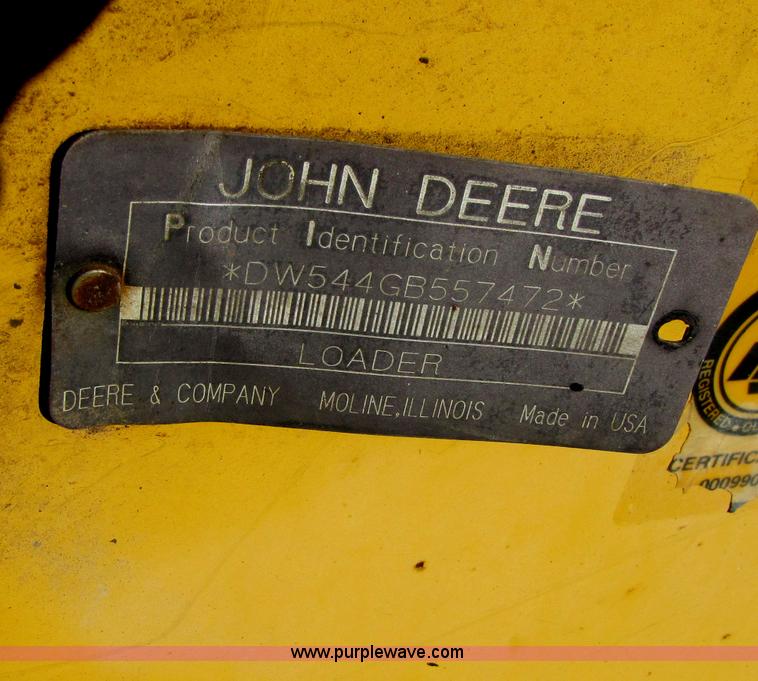 JOHN DEERE
Product Identification Number
*DW544GB557472*
LOADER
DEERE & COMPANY MOLINE, ILLINOIS Made in USA
REGISTERED
CERTIFIC
000990
www.purplewave.com